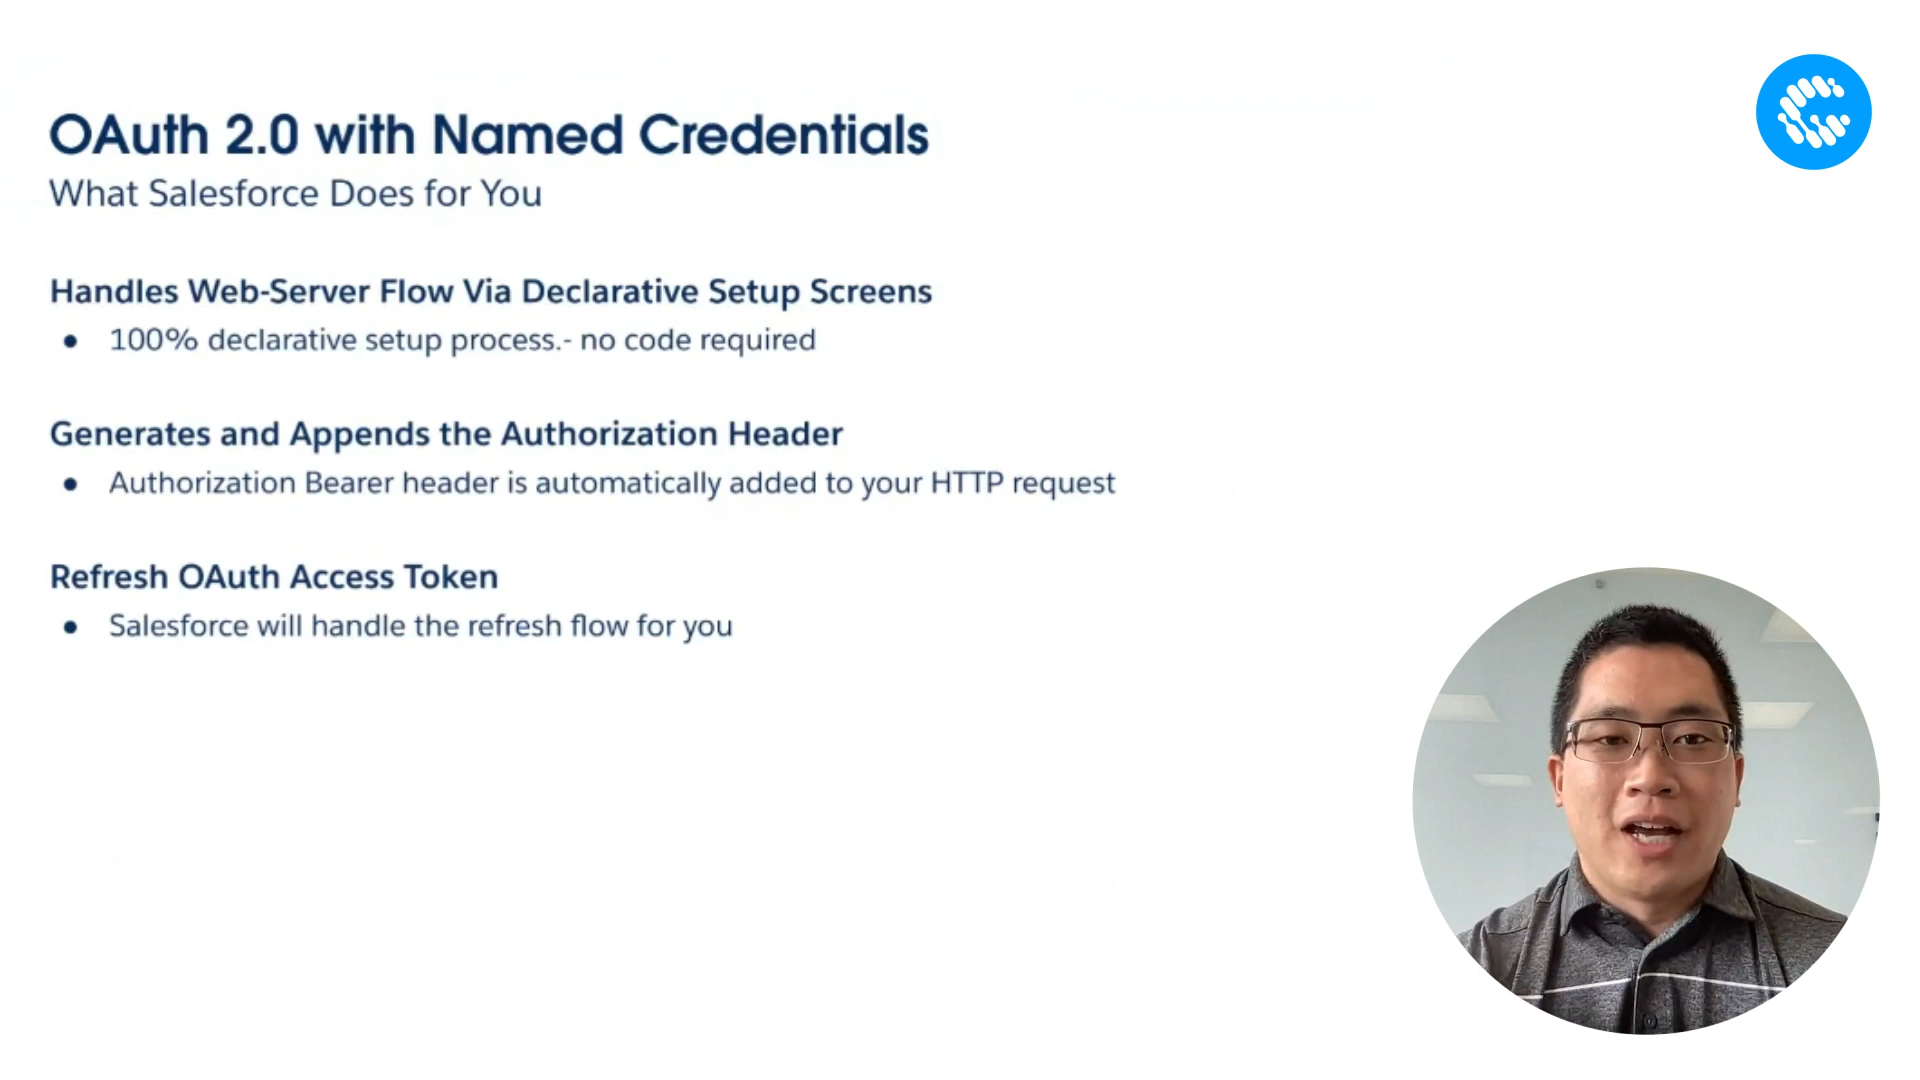 OAuth 2.0 with Named Credentials
What Salesforce Does for You
Handles Web-Server Flow Via Declarative Setup Screens
● 100% declarative setup process.- no code required
Generates and Appends the Authorization Header
● Authorization Bearer header is automatically added to your HTTP request
Refresh OAuth Access Token
● Salesforce will handle the refresh flow for you